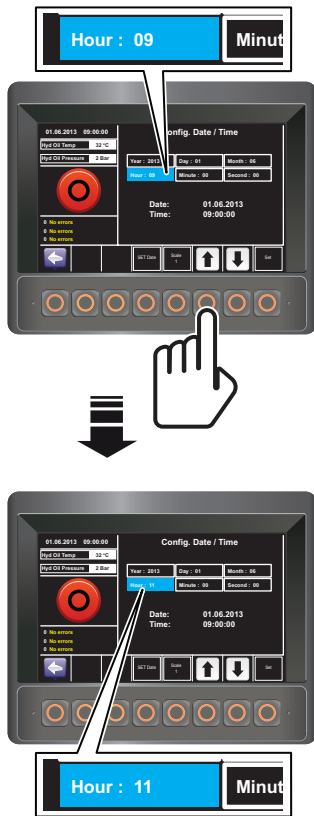 Hour : 09 Minut
01.06.2013 09:00:00 onfig. Date / Time
Hyd Oil Temp 32 °C
Hyd Oil Pressure 2 Bar
Year : 2013 Day : 01 Month : 06
Hour : 09 Minute : 00 Second : 00
Date: 01.06.2013
Time: 09:00:00
0 No errors
0 No errors
0 No errors
SET Date Scale 1 Set
01.06.2013 09:00:00 Config. Date / Time
Hyd Oil Temp 32 °C
Hyd Oil Pressure 2 Bar
Year : 2013 Day : 01 Month : 06
Hour : 11 Minute : 00 Second : 00
Date: 01.06.2013
Time: 09:00:00
0 No errors
0 No errors
0 No errors
SET Date Scale 1 Set
Hour : 11 Minut